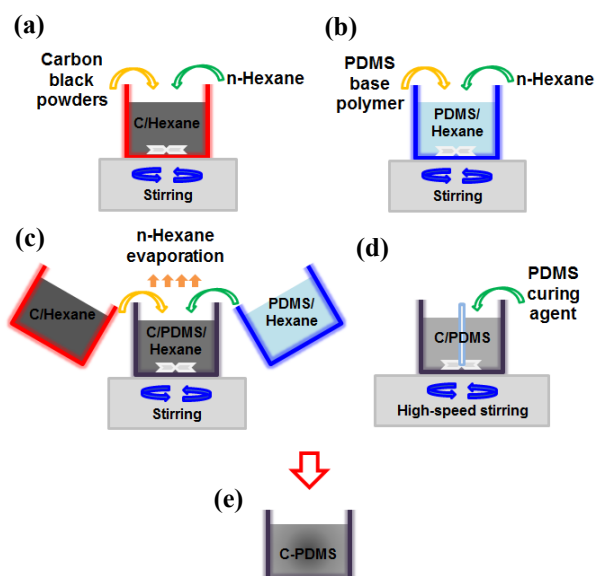 (a)
Carbon
black
powders
n-Hexane
C/Hexane
Stirring
(b)
PDMS
base
polymer
n-Hexane
PDMS/
Hexane
Stirring
(c)
n-Hexane
evaporation
C/Hexane
PDMS/
Hexane
C/PDMS/
Hexane
Stirring
(d)
PDMS
curing
agent
C/PDMS
High-speed stirring
(e)
C-PDMS